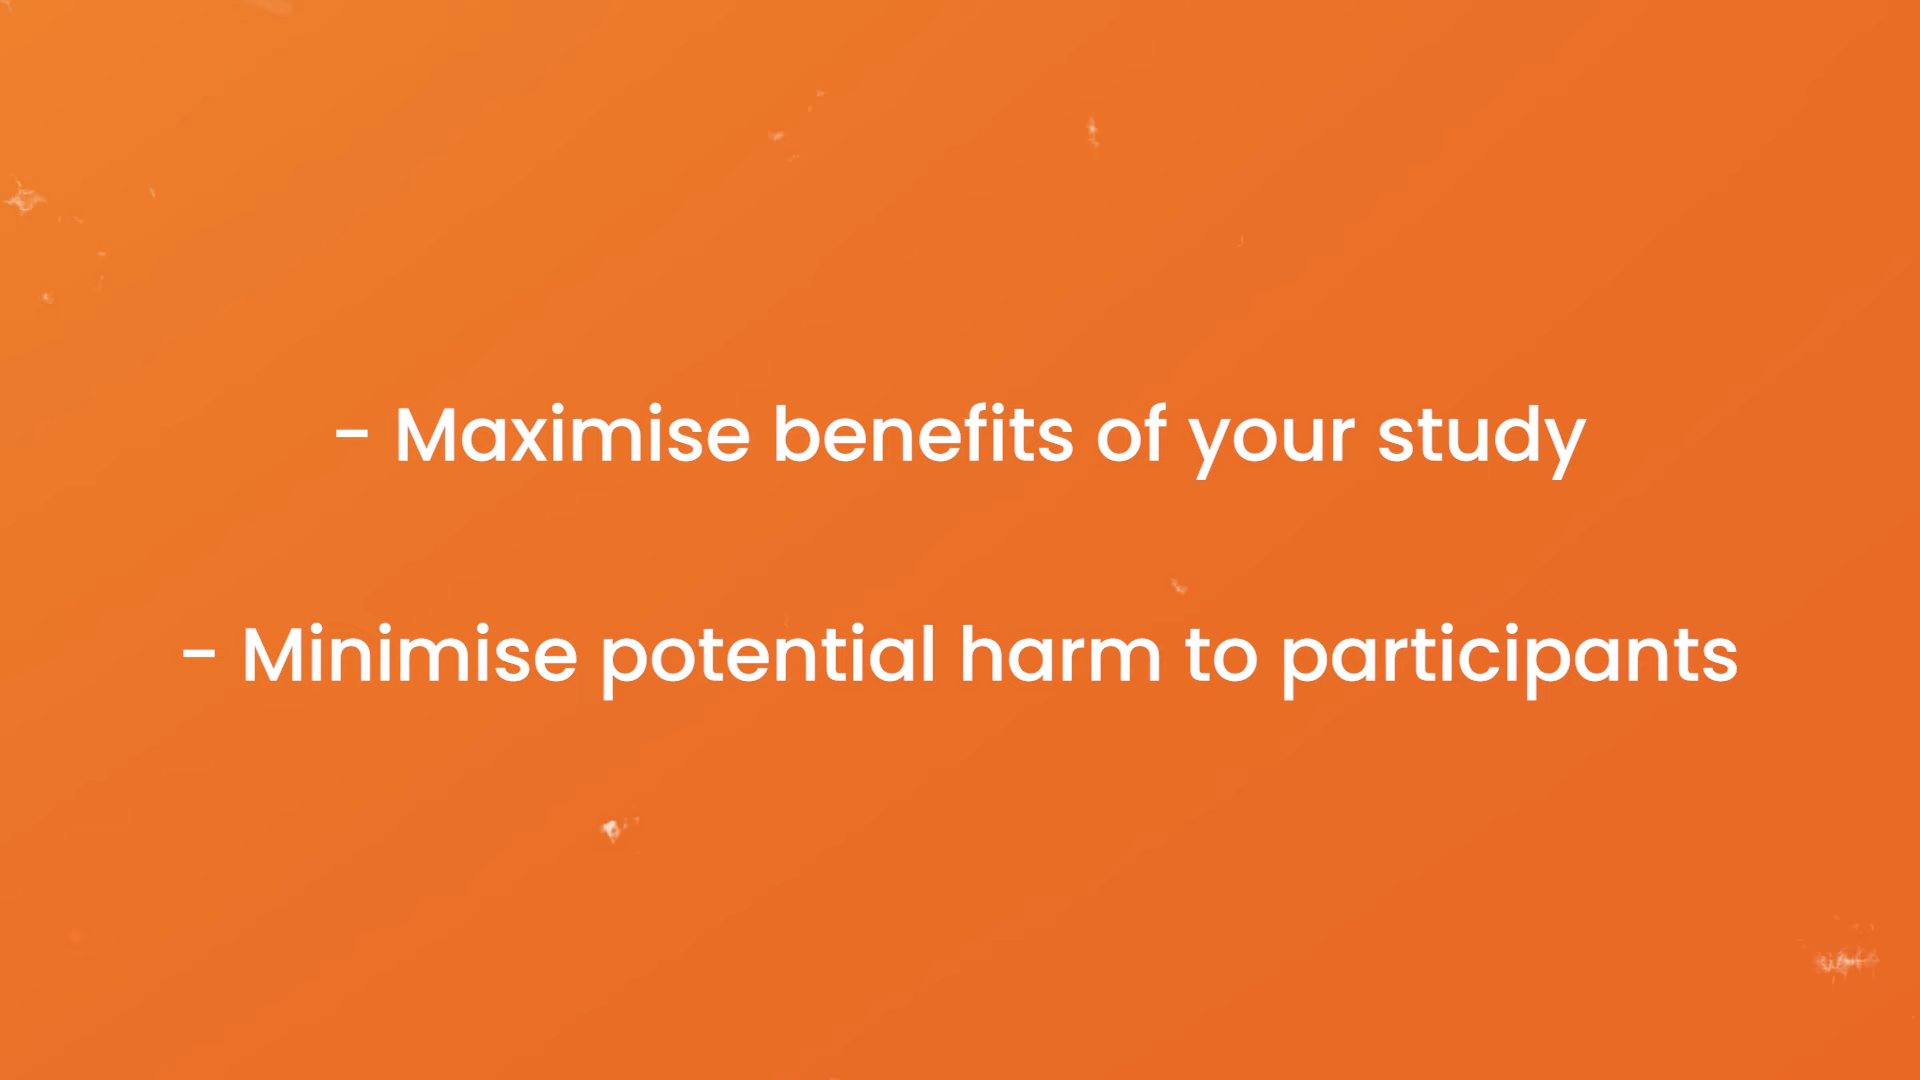 - Maximise benefits of your study
- Minimise potential harm to participants